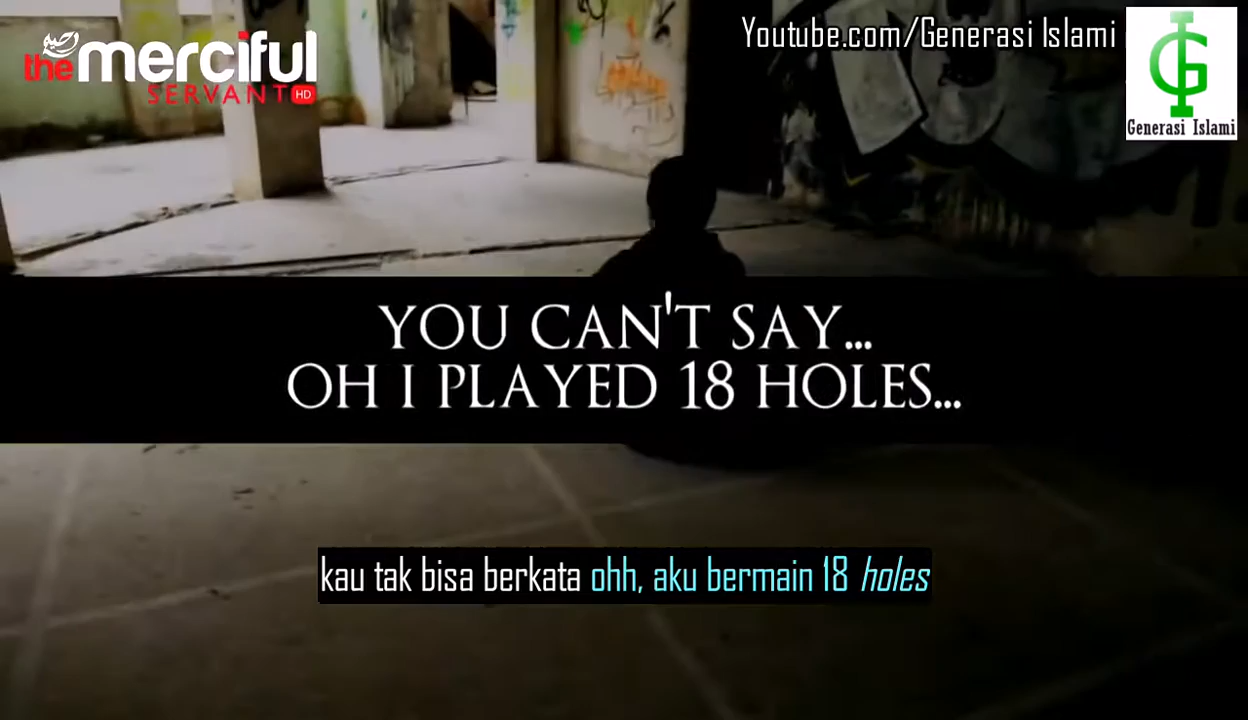 the merciful
SERVANT HD
Youtube.com/Generasi Islami
GI
Generasi Islami
YOU CAN'T SAY...
OH I PLAYED 18 HOLES...
kau tak bisa berkata ohh, aku bermain 18 holes